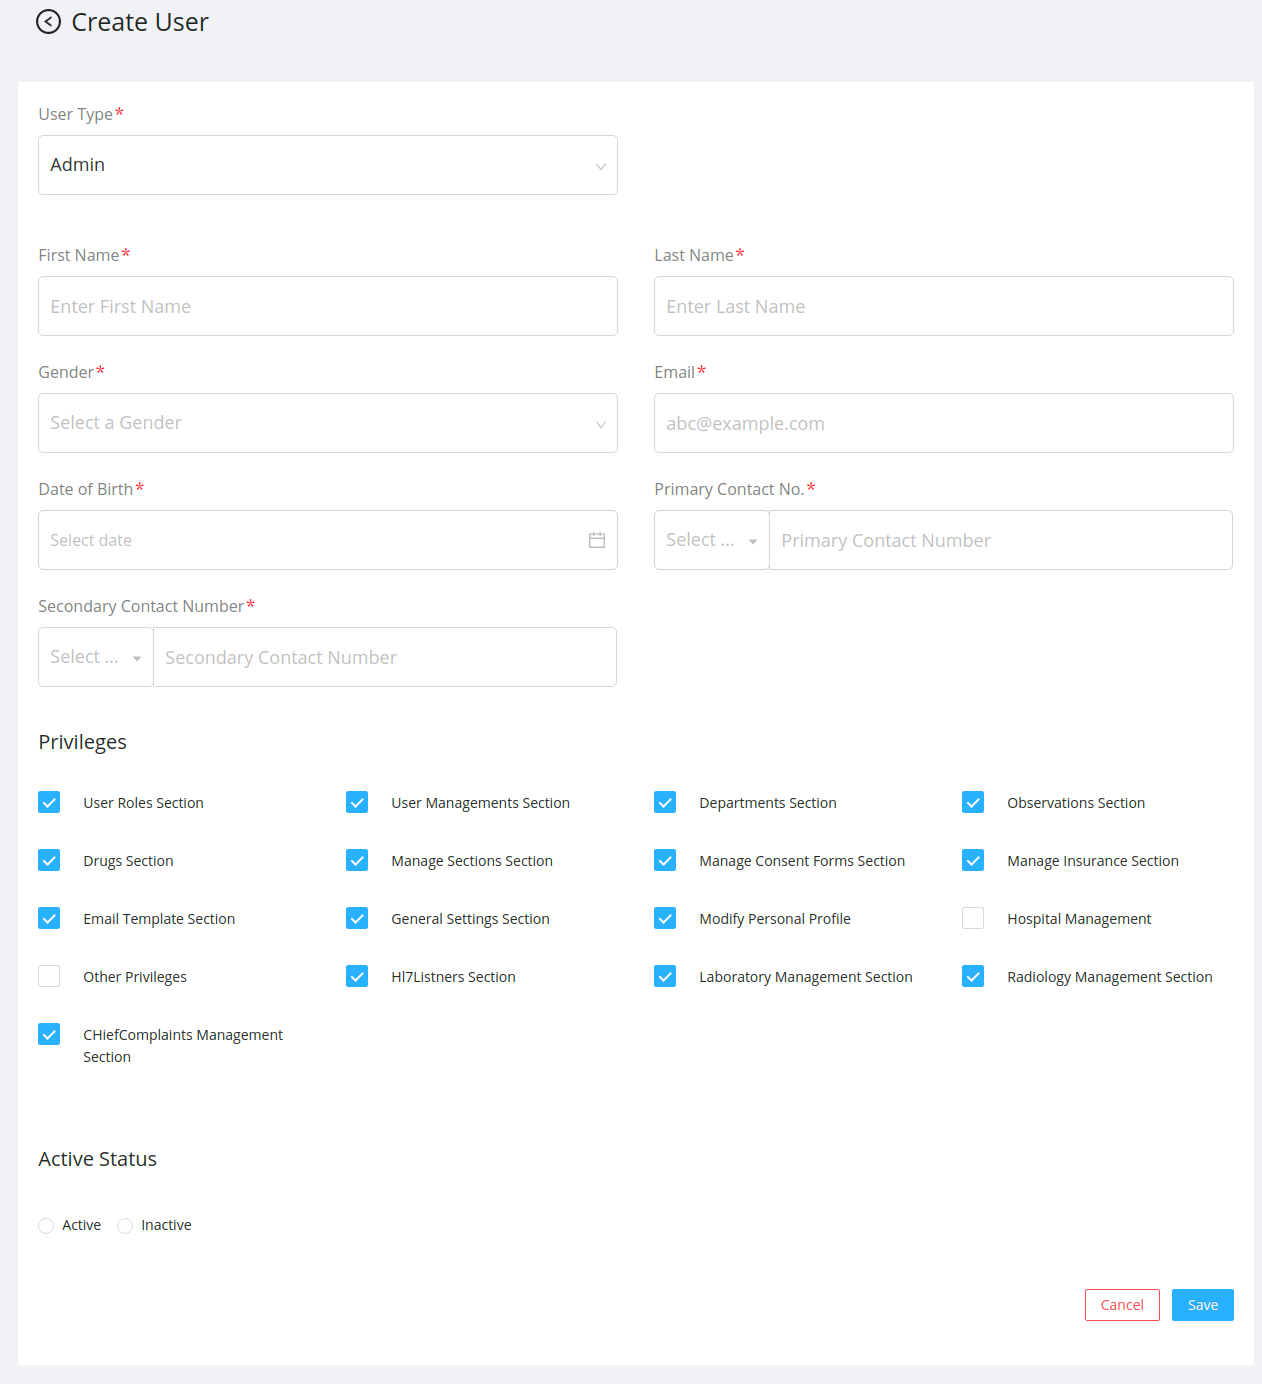 Create User
User Type*
Admin
First Name*
Last Name*
Enter First Name
Enter Last Name
Gender*
Email*
Select a Gender
abc@example.com
Date of Birth*
Primary Contact No.*
Select date
Select ...
Primary Contact Number
Secondary Contact Number*
Select ...
Secondary Contact Number
Privileges
User Roles Section
User Managements Section
Departments Section
Observations Section
Drugs Section
Manage Sections Section
Manage Consent Forms Section
Manage Insurance Section
Email Template Section
General Settings Section
Modify Personal Profile
Hospital Management
Other Privileges
Hl7Listners Section
Laboratory Management Section
Radiology Management Section
CHiefComplaints Management
Section
Active Status
Active
Inactive
Cancel
Save